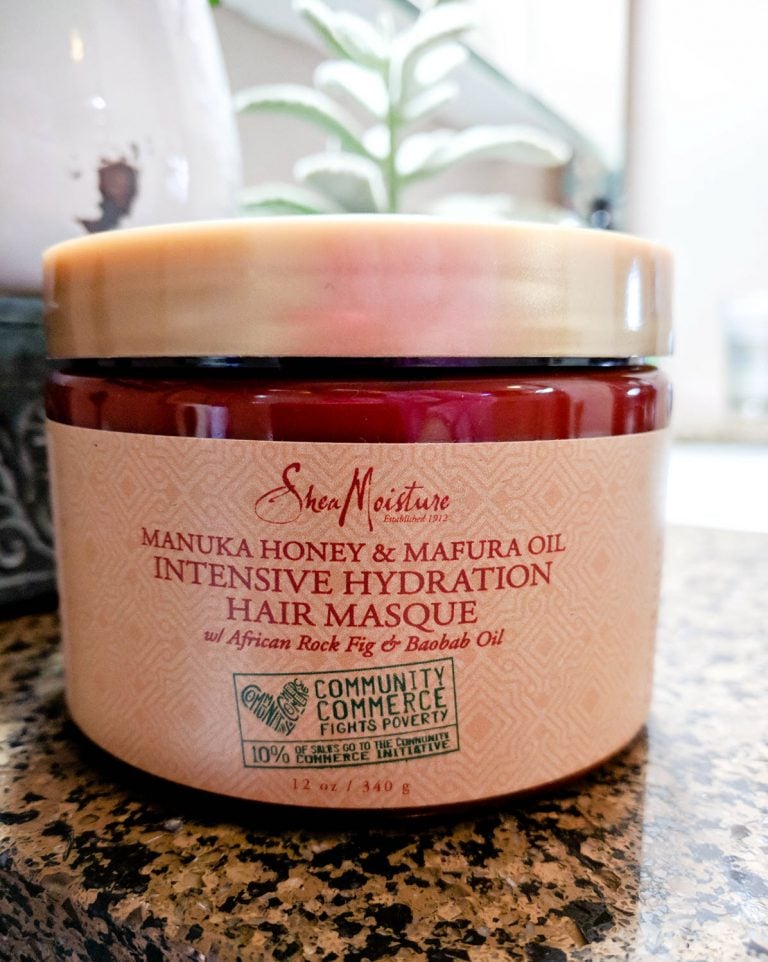 SheaMoisture
Established 1912
MANUKA HONEY & MAFURA OIL
INTENSIVE HYDRATION
HAIR MASQUE
w/ African Rock Fig & Baobab Oil
COMMUNITY
COMMERCE
FIGHTS POVERTY
10% OF SALES GO TO THE COMMUNITY
COMMERCE INITIATIVE
12 oz / 340 g